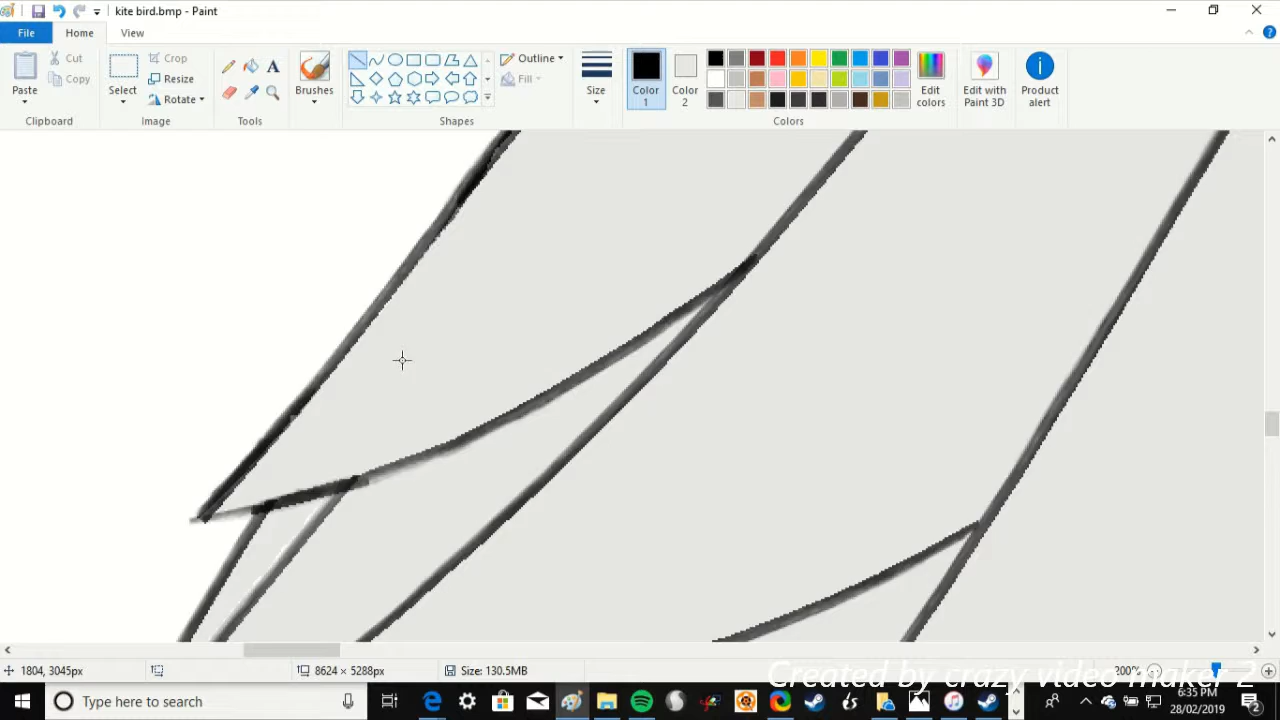 kite bird.bmp - Paint
File Home View
Paste Cut Copy Clipboard
Select Crop Resize Rotate Image
Tools
Brushes
Outline Fill Shapes
Size
Color 1 Color 2
Edit colors Colors
Edit with Paint 3D
Product alert
1804, 3045px 8624 × 5288px Size: 130.5MB 200%
Created by crazy video maker 2
Type here to search
6:35 PM
28/02/2019
2